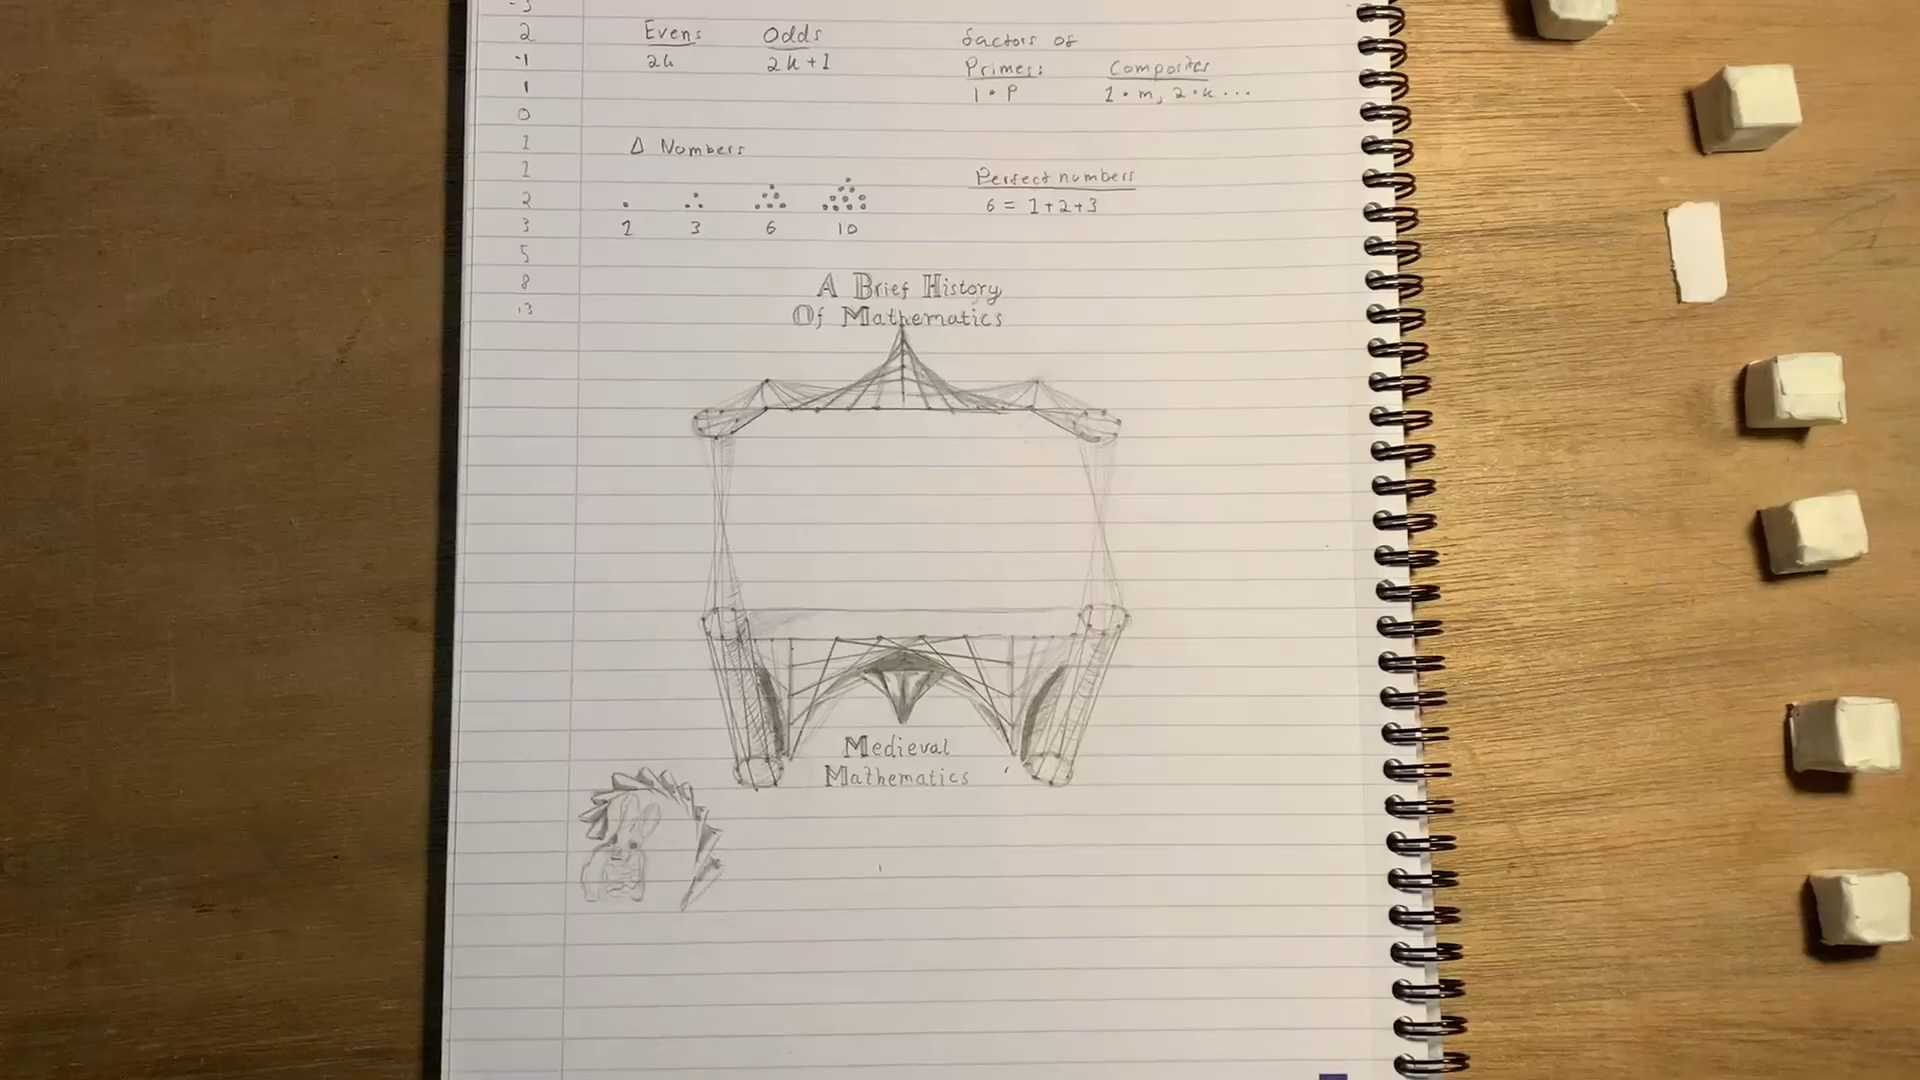 -3
2
-1
1
0
1
1
2
3
5
8
13
Evens Odds
2k 2k+1
factors of
Primes: Composites
1 • P 1 • m, 2 • k ...
Δ Numbers
1 3 6 10
Perfect numbers
6 = 1+2+3
A Brief History
Of Mathematics
Medieval
Mathematics